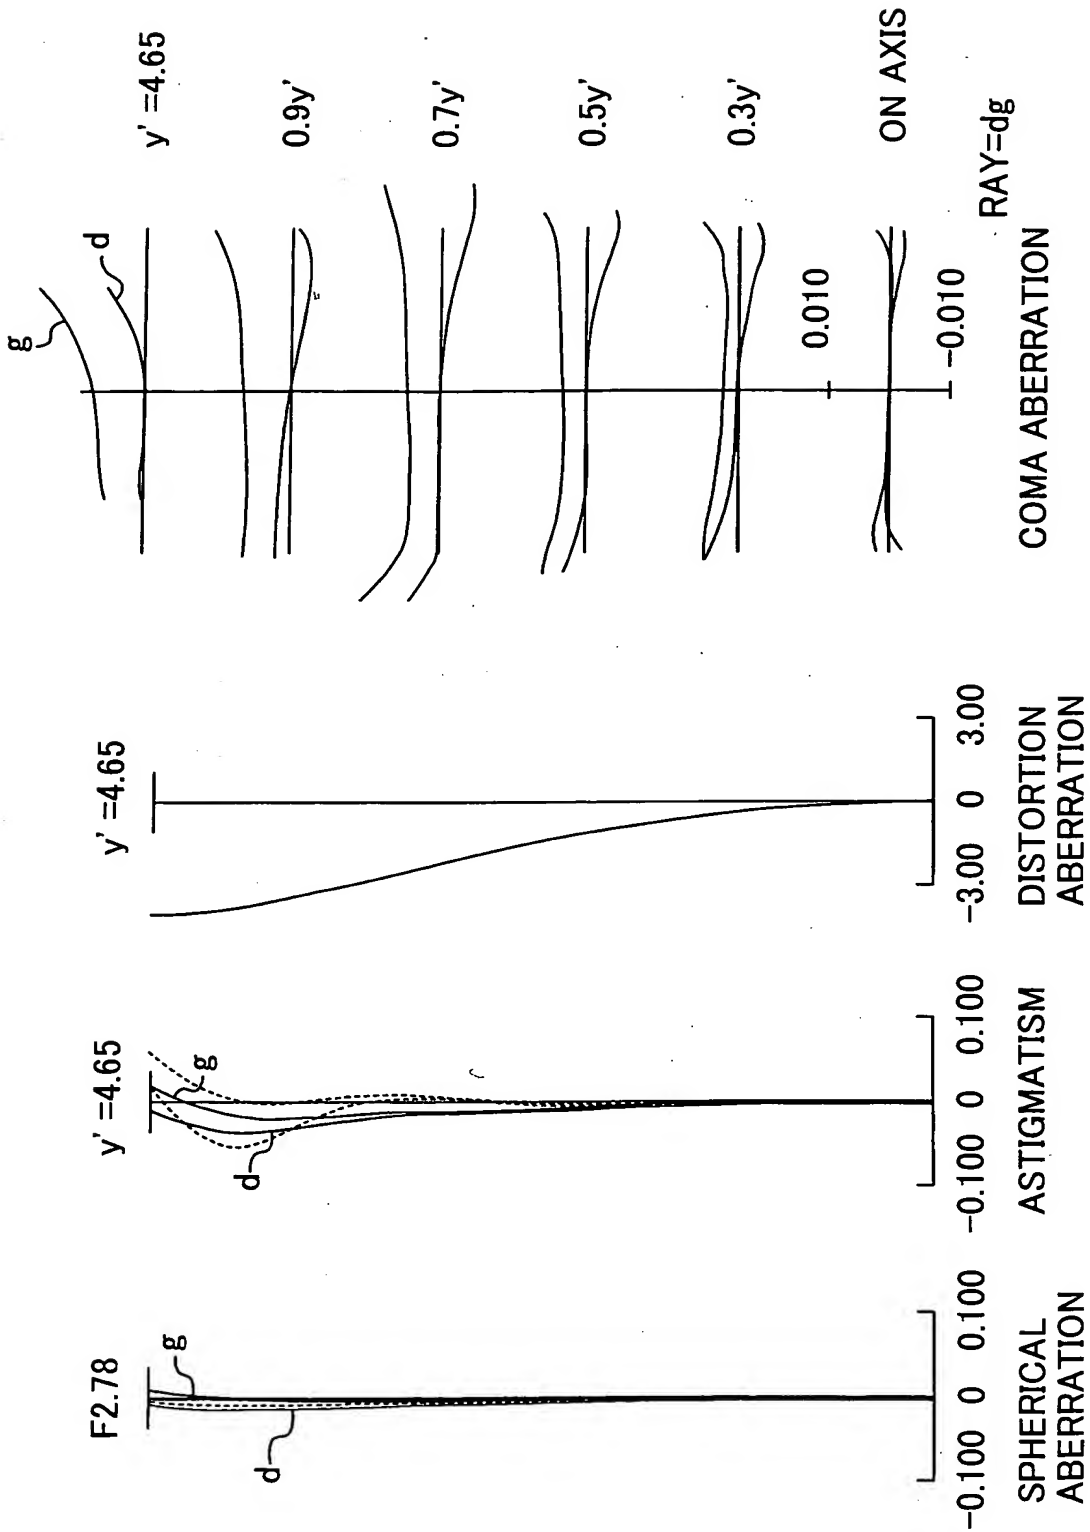 F2.78
g
d
-0.100 0 0.100
SPHERICAL
ABERRATION
y' =4.65
g
d
-0.100 0 0.100
ASTIGMATISM
y' =4.65
-3.00 0 3.00
DISTORTION
ABERRATION
g
d
y' =4.65
0.9y'
0.7y'
0.5y'
0.3y'
0.010
ON AXIS
-0.010
RAY=dg
COMA ABERRATION